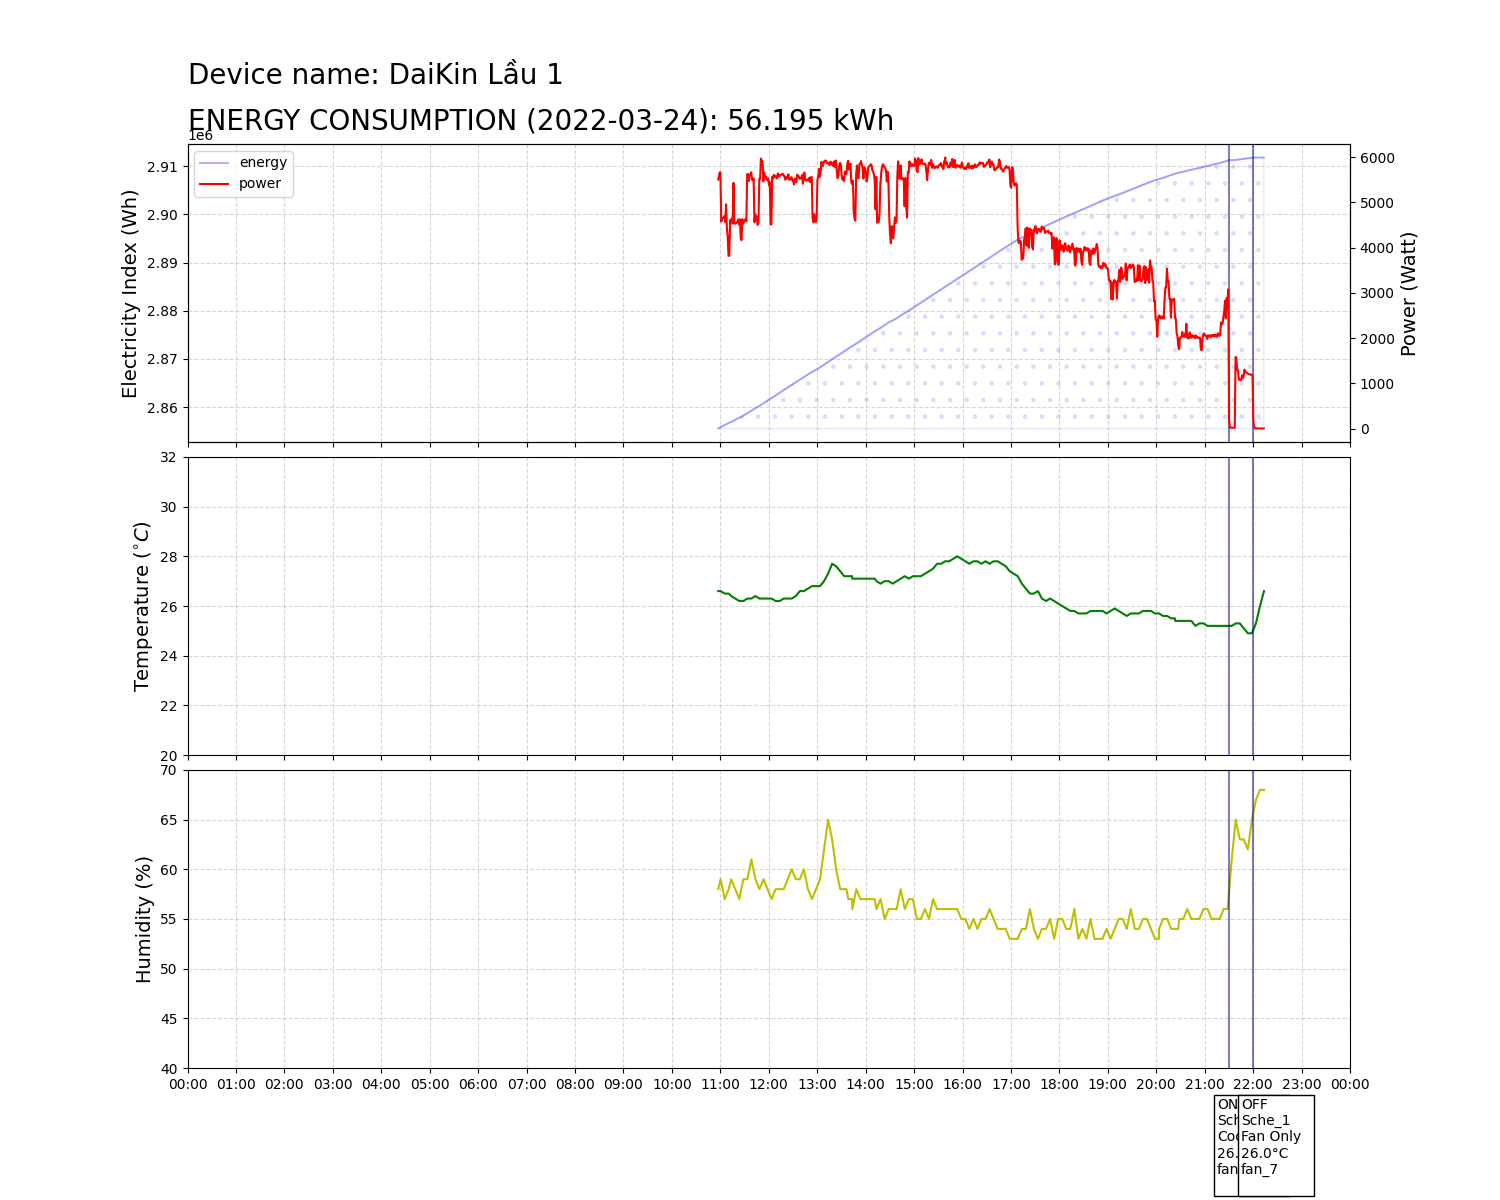 Device name: DaiKin Lầu 1
ENERGY CONSUMPTION (2022-03-24): 56.195 kWh
1e6
energy
power
2.91
2.90
2.89
2.88
2.87
2.86
Electricity Index (Wh)
6000
5000
4000
3000
2000
1000
0
Power (Watt)
32
30
28
26
24
22
20
Temperature (°C)
70
65
60
55
50
45
40
Humidity (%)
00:00 01:00 02:00 03:00 04:00 05:00 06:00 07:00 08:00 09:00 10:00 11:00 12:00 13:00 14:00 15:00 16:00 17:00 18:00 19:00 20:00 21:00 22:00 23:00 00:00
ON
Sch
26.
fan
OFF
Sche_1
Fan Only
26.0°C
fan_7